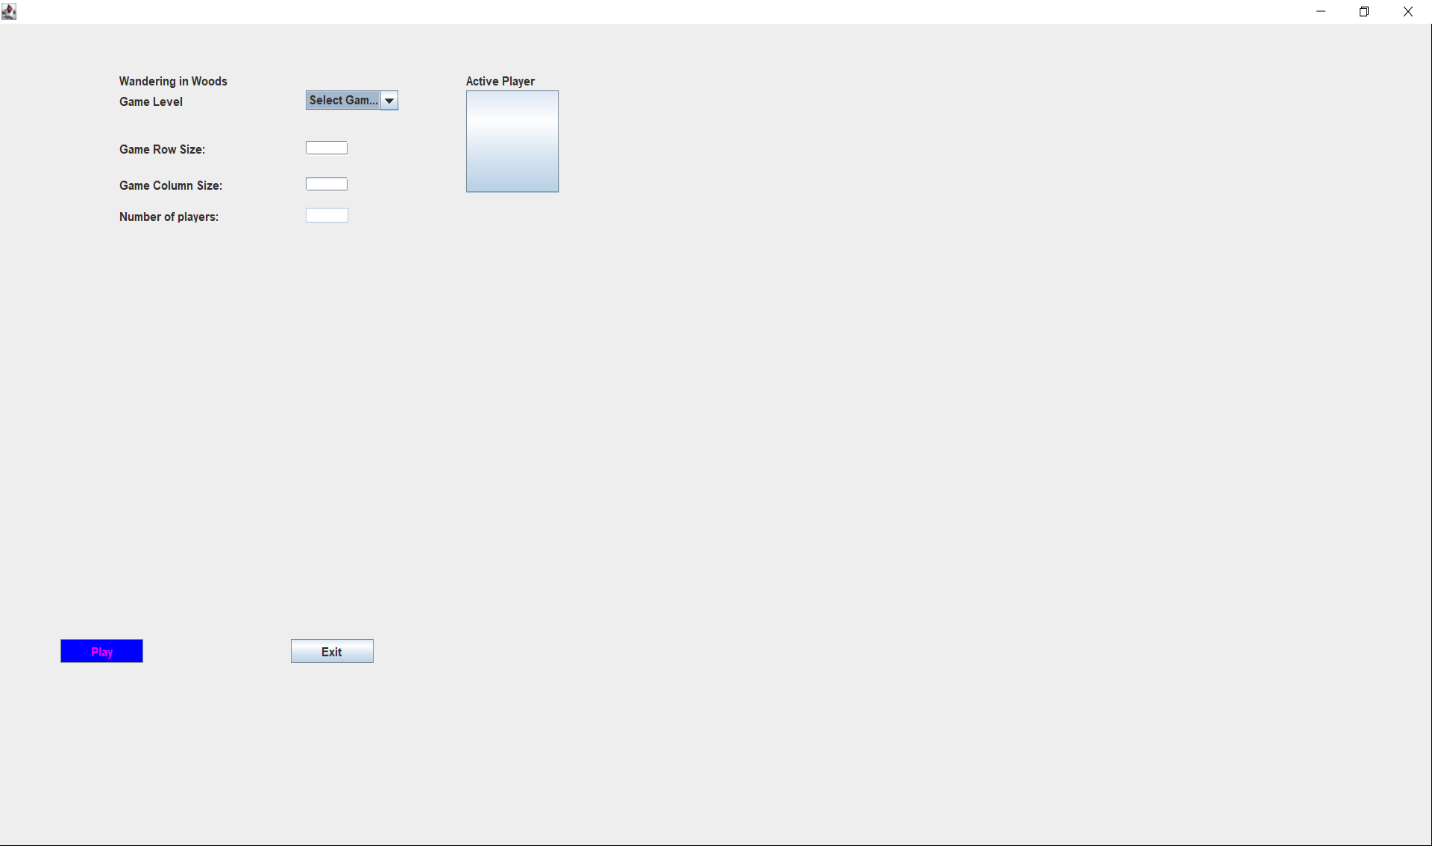 Wandering in Woods
Active Player
Game Level
Select Gam...
Game Row Size:
Game Column Size:
Number of players:
Play
Exit